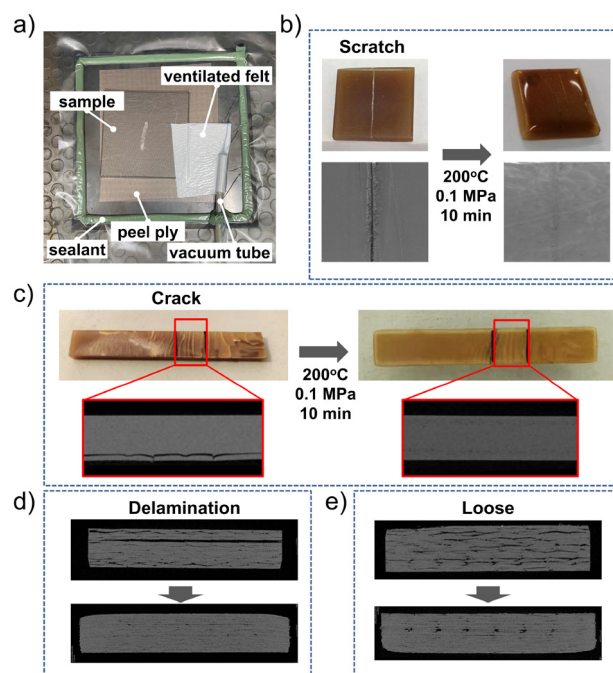 a)
ventilated felt
sample
peel ply
sealant
vacuum tube
b)
Scratch
200°C
0.1 MPa
10 min
c)
Crack
200°C
0.1 MPa
10 min
d)
Delamination
e)
Loose